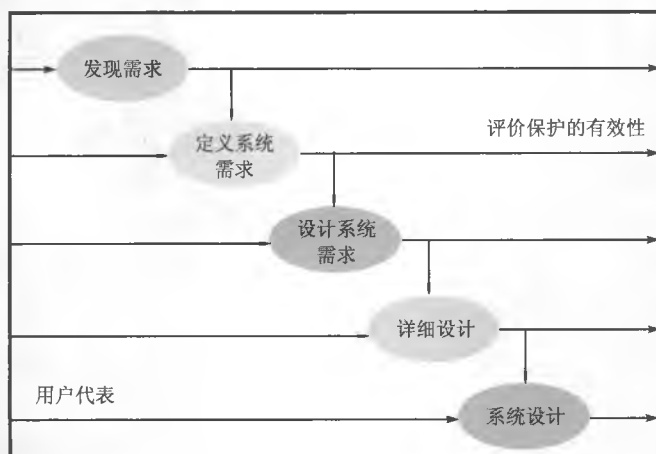 发现需求
评价保护的有效性
定义系统
需求
设计系统
需求
详细设计
用户代表
系统设计